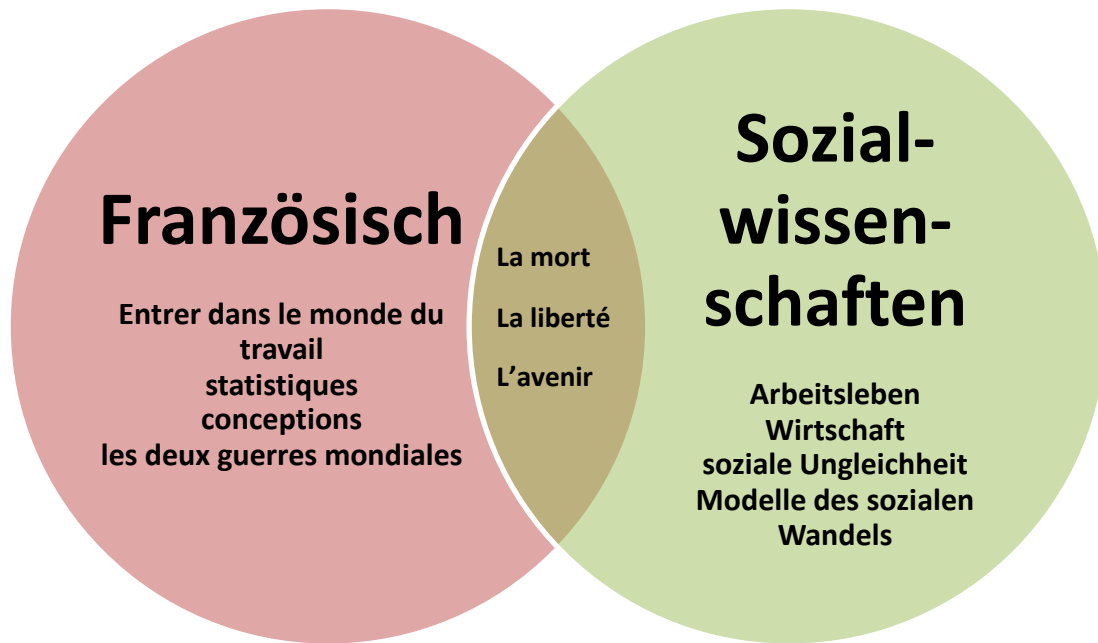 Französisch
Entrer dans le monde du
travail
statistiques
conceptions
les deux guerres mondiales
La mort
La liberté
L’avenir
Sozial-
wissen-
schaften
Arbeitsleben
Wirtschaft
soziale Ungleichheit
Modelle des sozialen
Wandels